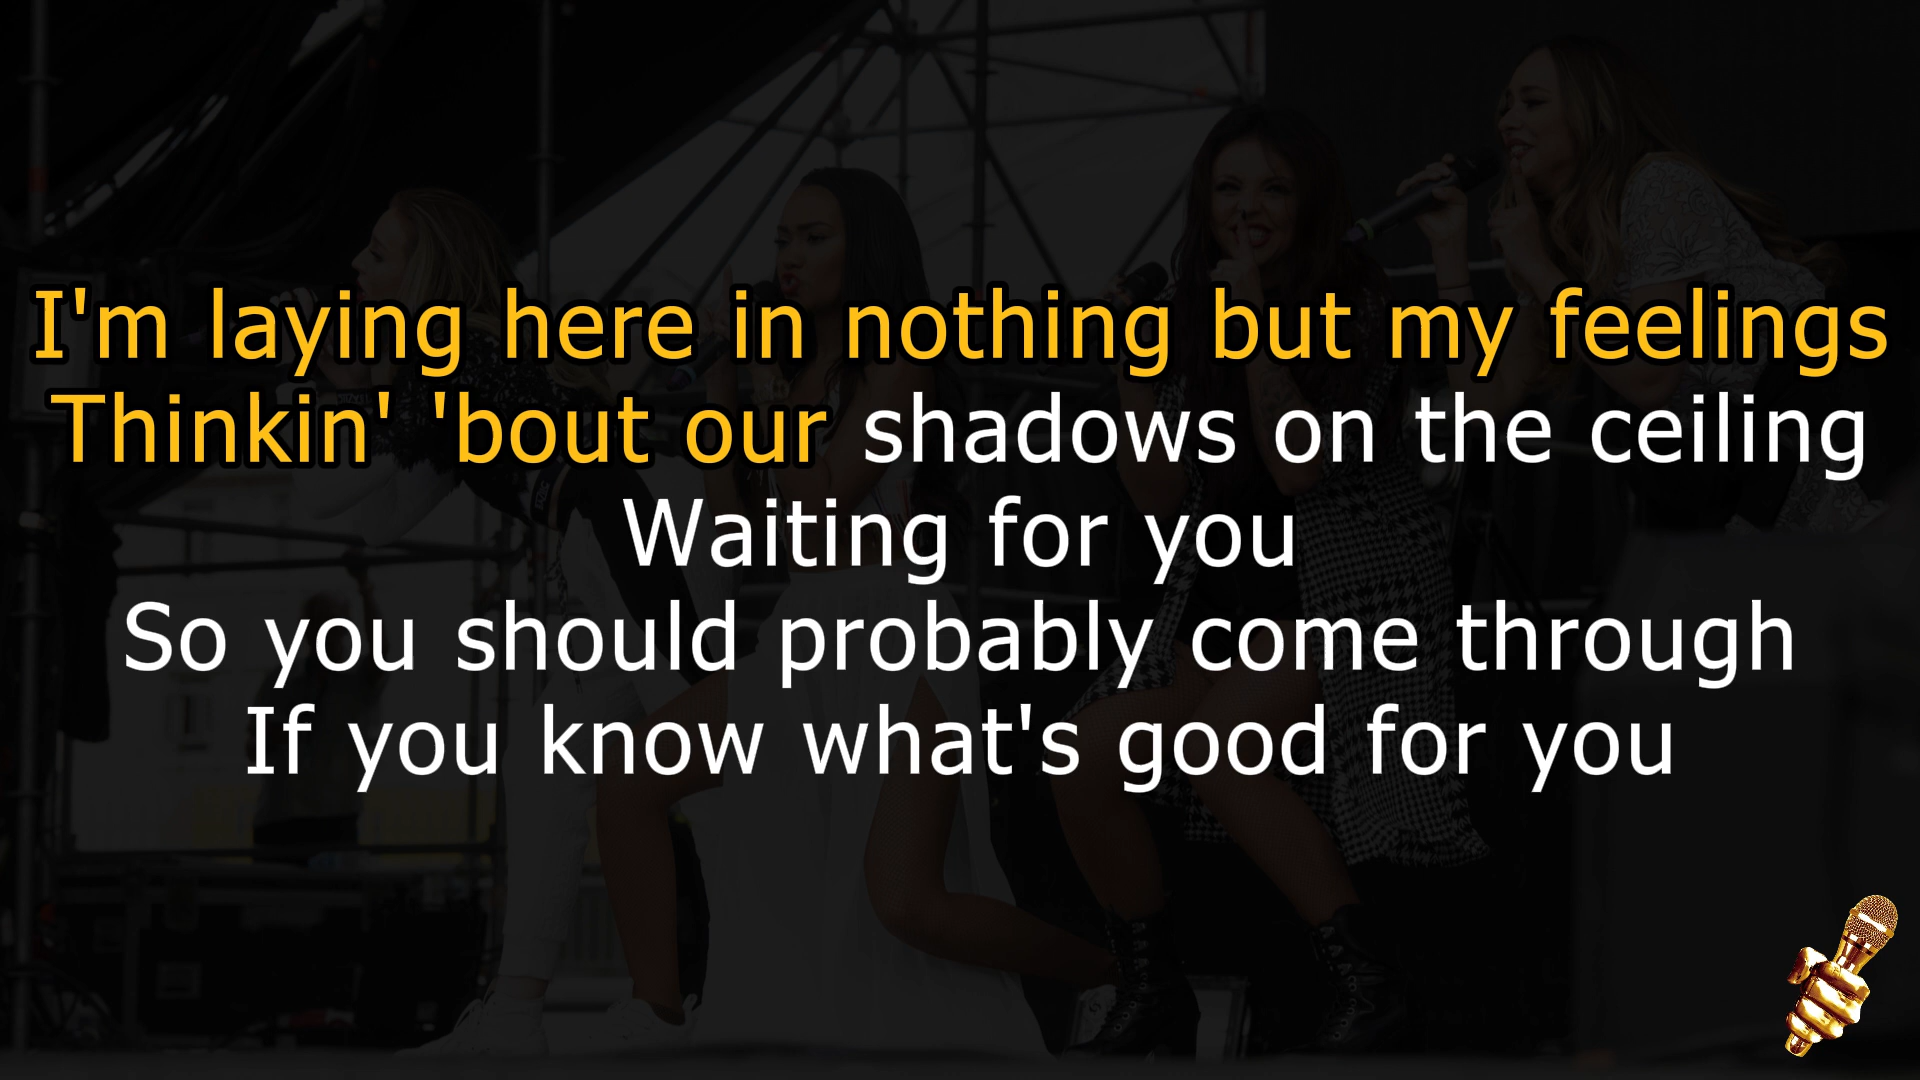 I'm laying here in nothing but my feelings
Thinkin' 'bout our shadows on the ceiling
Waiting for you
So you should probably come through
If you know what's good for you